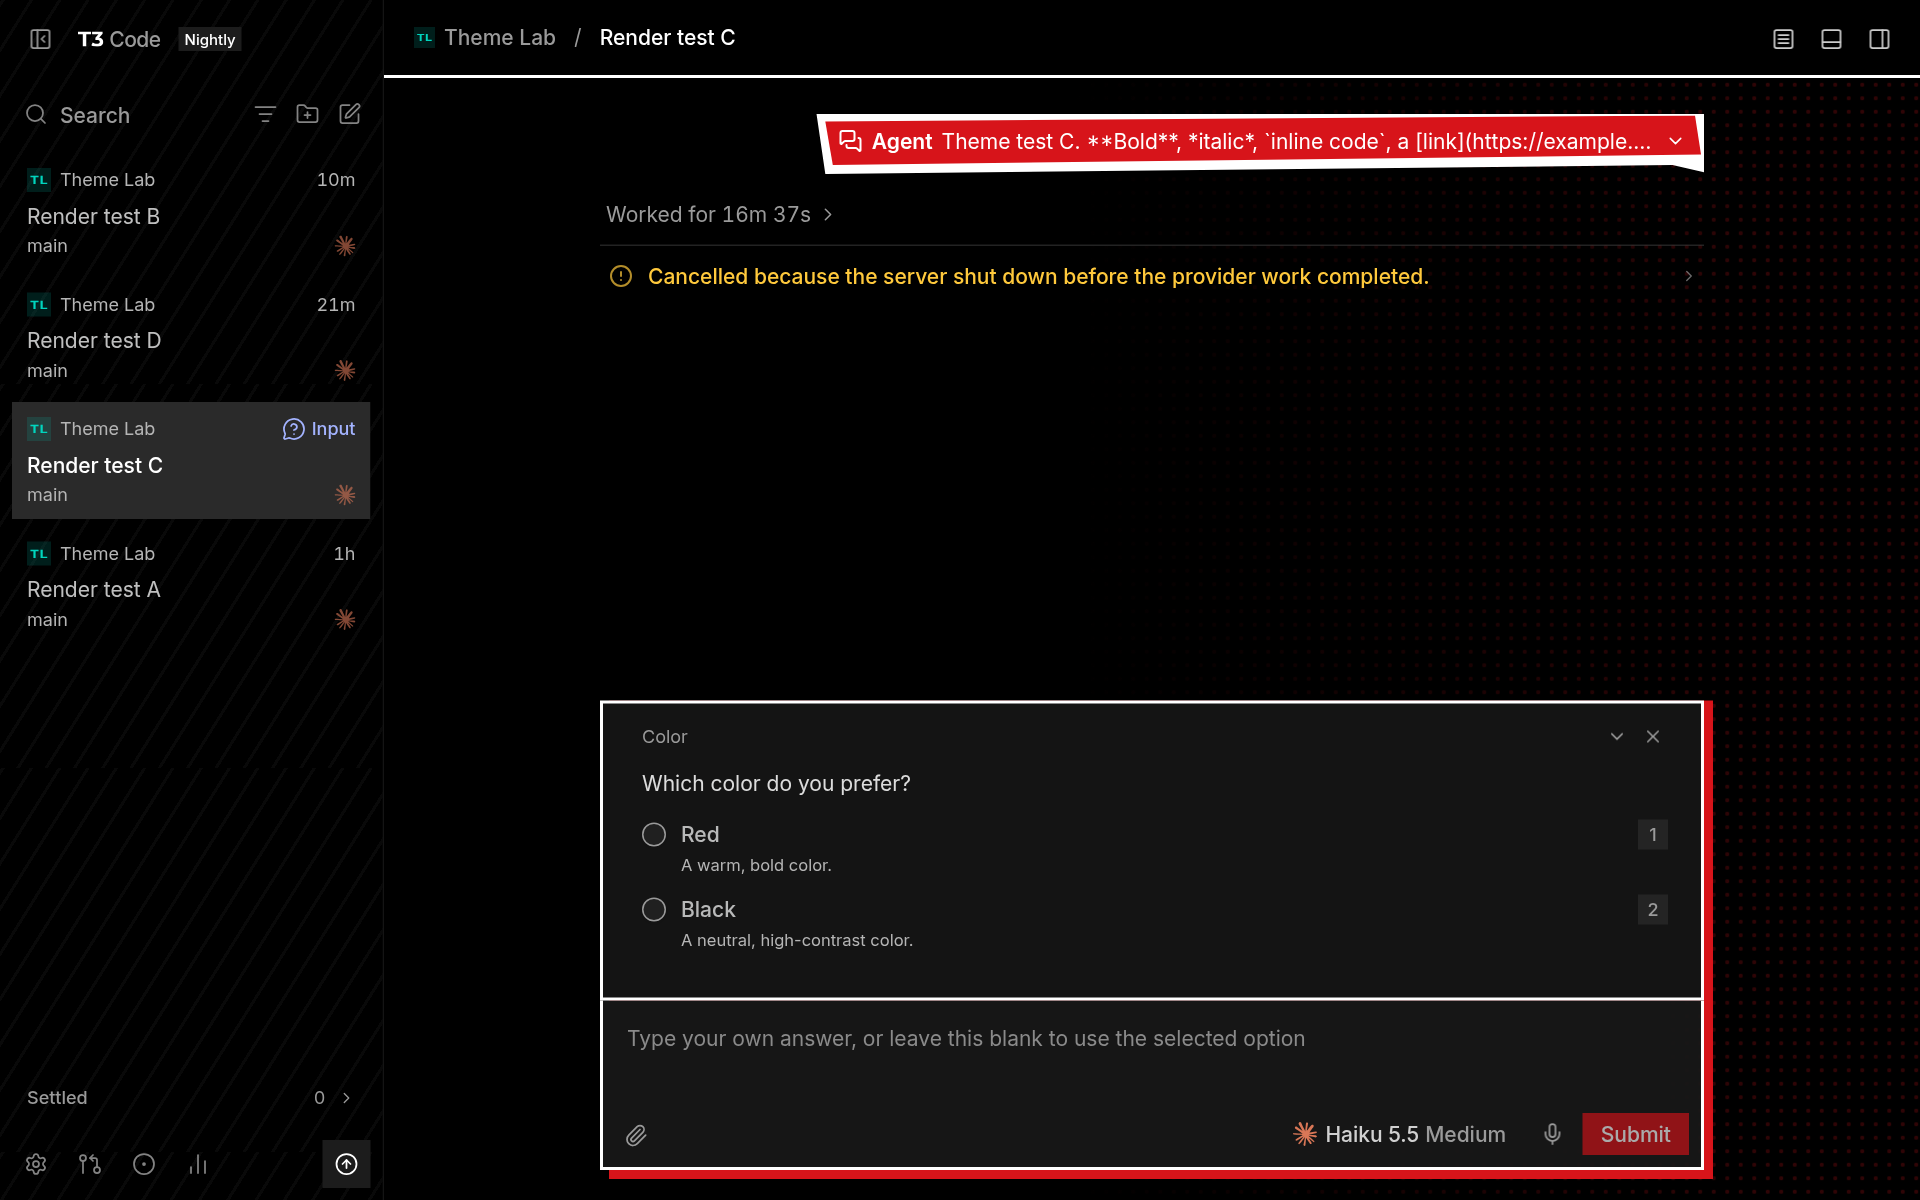 T3 Code Nightly
Search
TL Theme Lab 10m
Render test B
main
TL Theme Lab 21m
Render test D
main
TL Theme Lab Input
Render test C
main
TL Theme Lab 1h
Render test A
main
Settled 0
TL Theme Lab / Render test C
Agent Theme test C. **Bold**, *italic*, `inline code`, a [link](https://example....
Worked for 16m 37s
Cancelled because the server shut down before the provider work completed.
Color
Which color do you prefer?
Red 1
A warm, bold color.
Black 2
A neutral, high-contrast color.
Type your own answer, or leave this blank to use the selected option
Haiku 5.5 Medium Submit